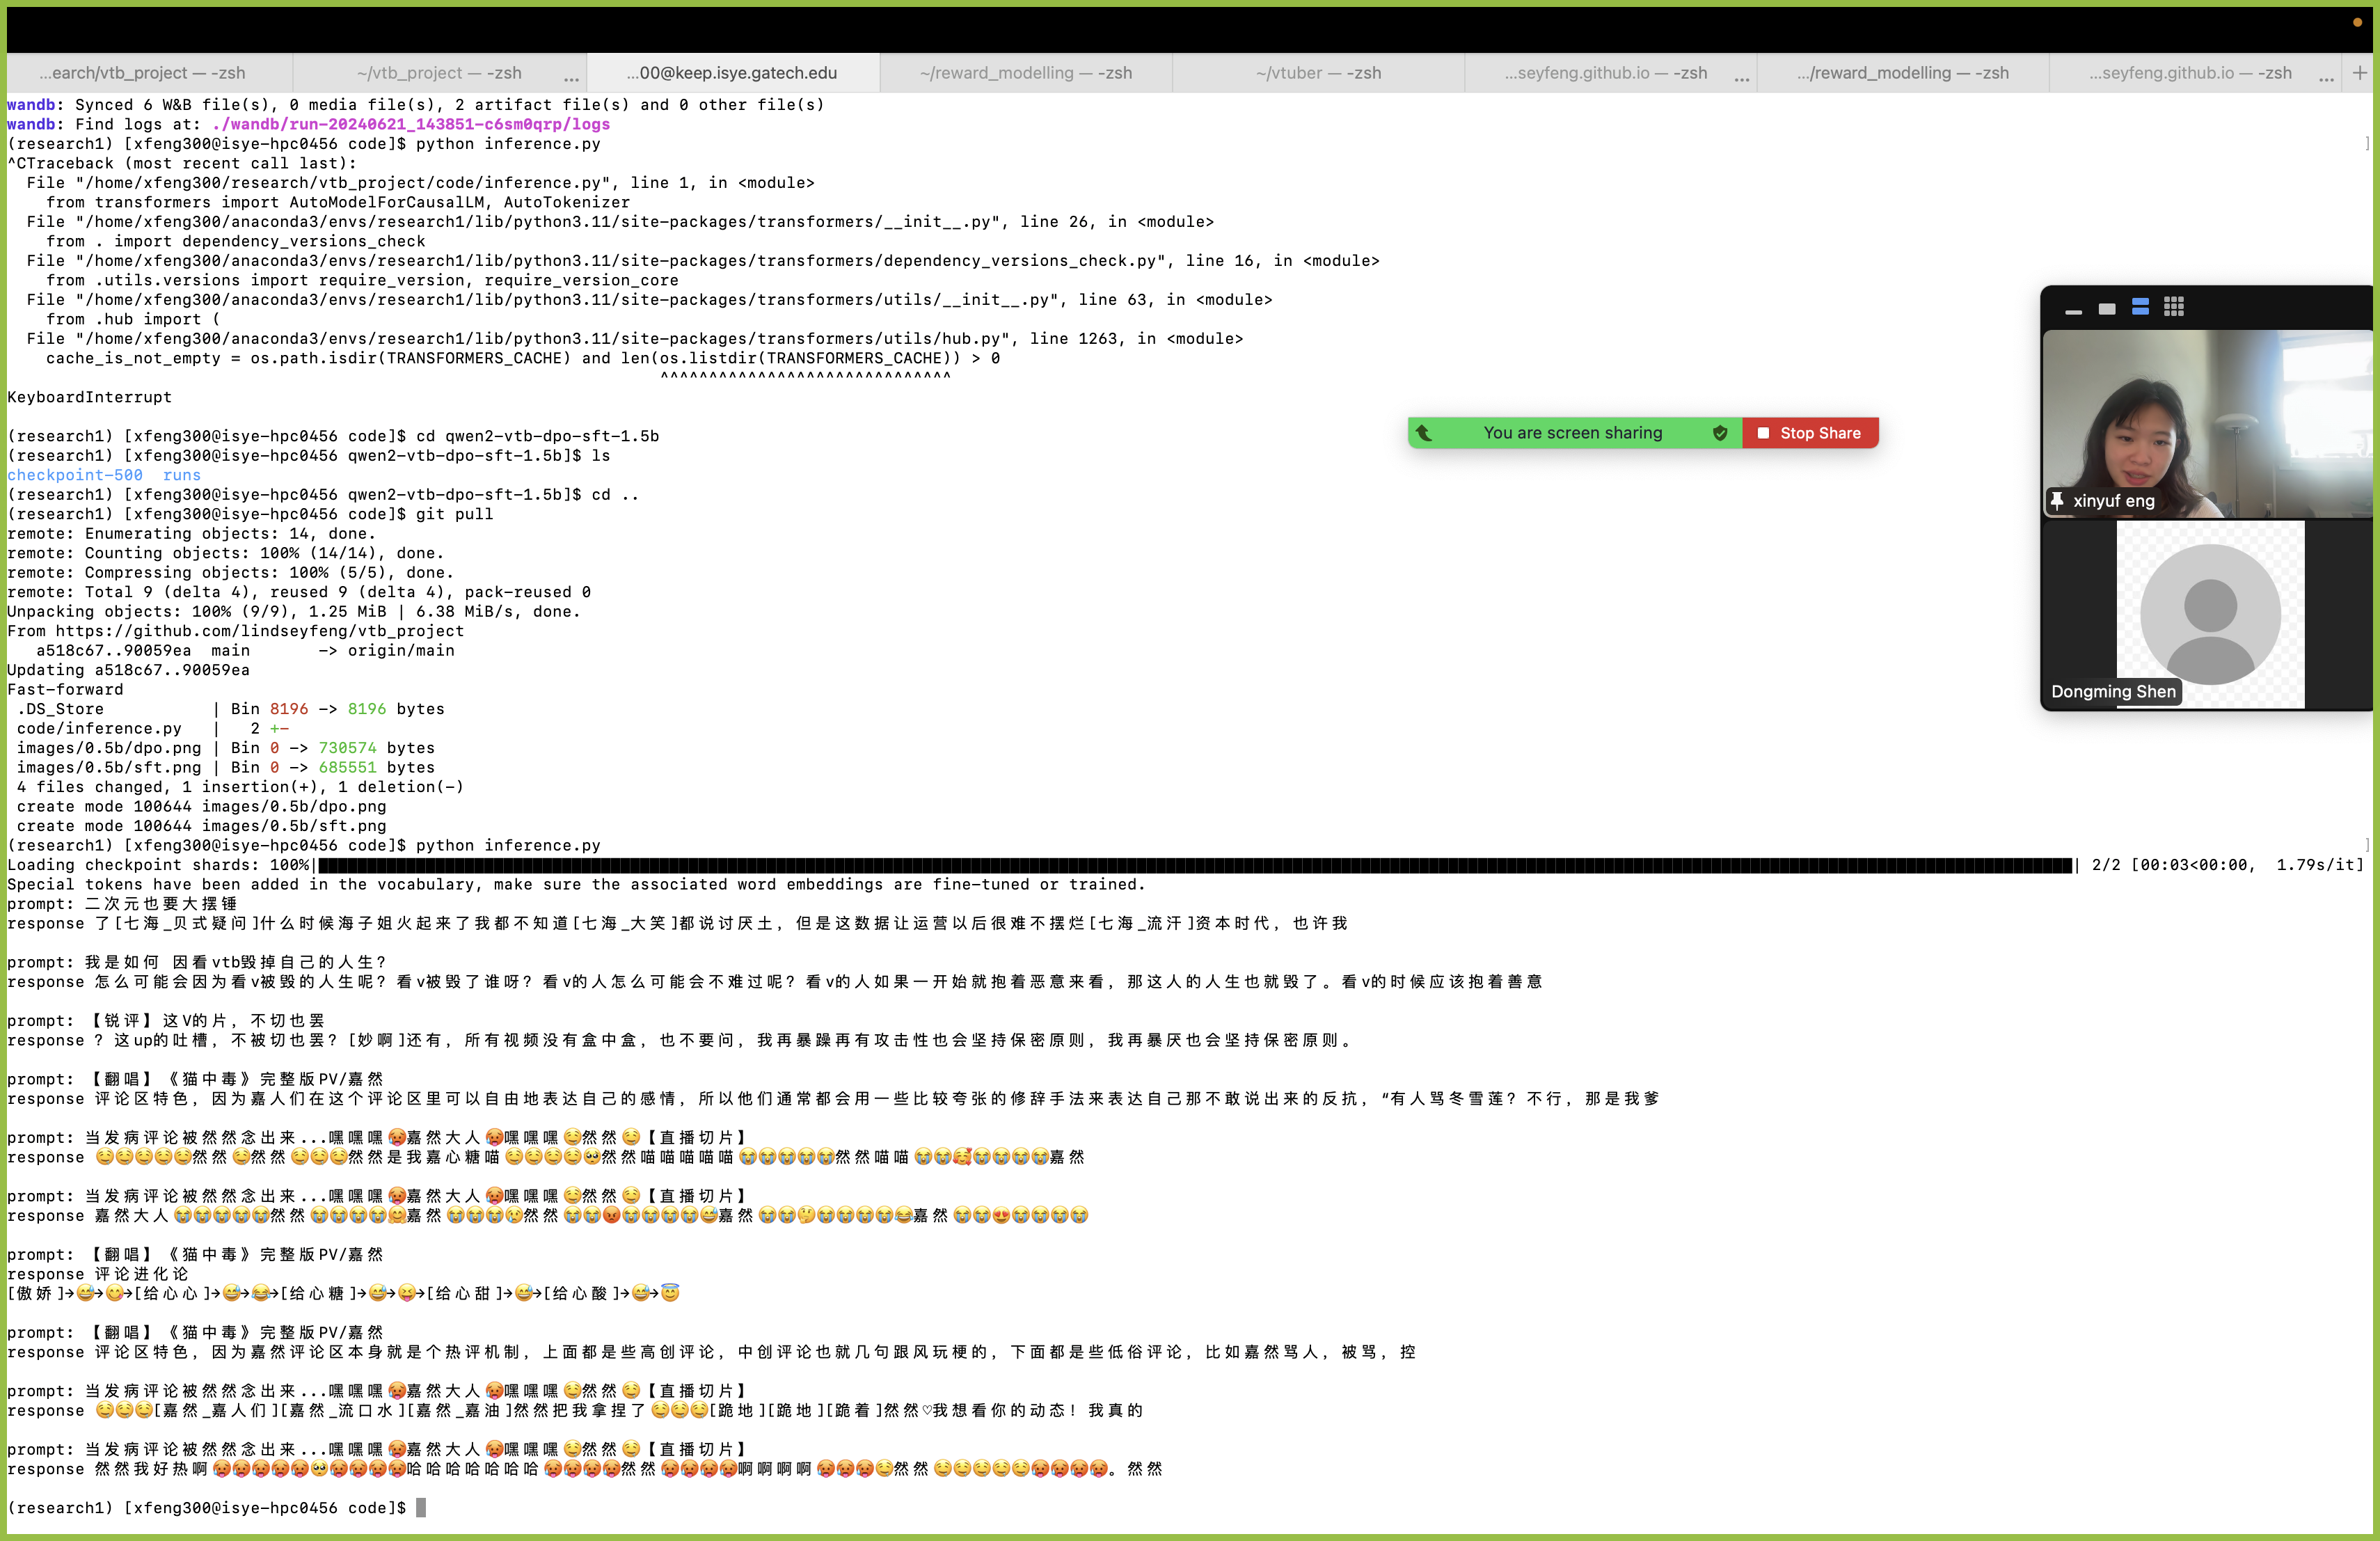 ...earch/vtb_project — -zsh
~/vtb_project — -zsh ...
...00@keep.isye.gatech.edu
~/reward_modelling — -zsh
~/vtuber — -zsh
...seyfeng.github.io — -zsh ...
.../reward_modelling — -zsh
...seyfeng.github.io — -zsh ...
wandb: Synced 6 W&B file(s), 0 media file(s), 2 artifact file(s) and 0 other file(s)
wandb: Find logs at: ./wandb/run-20240621_143851-c6sm0qrp/logs
(research1) [xfeng300@isye-hpc0456 code]$ python inference.py
^CTraceback (most recent call last):
File "/home/xfeng300/research/vtb_project/code/inference.py", line 1, in <module>
from transformers import AutoModelForCausalLM, AutoTokenizer
File "/home/xfeng300/anaconda3/envs/research1/lib/python3.11/site-packages/transformers/__init__.py", line 26, in <module>
from . import dependency_versions_check
File "/home/xfeng300/anaconda3/envs/research1/lib/python3.11/site-packages/transformers/dependency_versions_check.py", line 16, in <module>
from .utils.versions import require_version, require_version_core
File "/home/xfeng300/anaconda3/envs/research1/lib/python3.11/site-packages/transformers/utils/__init__.py", line 63, in <module>
from .hub import (
File "/home/xfeng300/anaconda3/envs/research1/lib/python3.11/site-packages/transformers/utils/hub.py", line 1263, in <module>
cache_is_not_empty = os.path.isdir(TRANSFORMERS_CACHE) and len(os.listdir(TRANSFORMERS_CACHE)) > 0
^^^^^^^^^^^^^^^^^^^^^^^^^^^^^^
KeyboardInterrupt
(research1) [xfeng300@isye-hpc0456 code]$ cd qwen2-vtb-dpo-sft-1.5b
(research1) [xfeng300@isye-hpc0456 qwen2-vtb-dpo-sft-1.5b]$ ls
checkpoint-500 runs
(research1) [xfeng300@isye-hpc0456 qwen2-vtb-dpo-sft-1.5b]$ cd ..
(research1) [xfeng300@isye-hpc0456 code]$ git pull
remote: Enumerating objects: 14, done.
remote: Counting objects: 100% (14/14), done.
remote: Compressing objects: 100% (5/5), done.
remote: Total 9 (delta 4), reused 9 (delta 4), pack-reused 0
Unpacking objects: 100% (9/9), 1.25 MiB | 6.38 MiB/s, done.
From https://github.com/lindseyfeng/vtb_project
a518c67..90059ea main -> origin/main
Updating a518c67..90059ea
Fast-forward
.DS_Store | Bin 8196 -> 8196 bytes
code/inference.py | 2 +-
images/0.5b/dpo.png | Bin 0 -> 730574 bytes
images/0.5b/sft.png | Bin 0 -> 685551 bytes
4 files changed, 1 insertion(+), 1 deletion(-)
create mode 100644 images/0.5b/dpo.png
create mode 100644 images/0.5b/sft.png
(research1) [xfeng300@isye-hpc0456 code]$ python inference.py
Loading checkpoint shards: 100%| | 2/2 [00:03<00:00, 1.79s/it]
Special tokens have been added in the vocabulary, make sure the associated word embeddings are fine-tuned or trained.
prompt: 二次元也要大摆锤
response 了[七海_贝式疑问]什么时候海子姐火起来了我都不知道[七海_大笑]都说讨厌土，但是这数据让运营以后很难不摆烂[七海_流汗]资本时代，也许我
prompt: 我是如何 因看vtb毁掉自己的人生？
response 怎么可能会因为看v被毁的人生呢？看v被毁了谁呀？看v的人怎么可能会不难过呢？看v的人如果一开始就抱着恶意来看，那这人的人生也就毁了。看v的时候应该抱着善意
prompt: 【锐评】这V的片，不切也罢
response ？这up的吐槽，不被切也罢？[妙啊]还有，所有视频没有盒中盒，也不要问，我再暴躁再有攻击性也会坚持保密原则，我再暴厌也会坚持保密原则。
prompt: 【翻唱】《猫中毒》完整版PV/嘉然
response 评论区特色，因为嘉人们在这个评论区里可以自由地表达自己的感情，所以他们通常都会用一些比较夸张的修辞手法来表达自己那不敢说出来的反抗，“有人骂冬雪莲？不行，那是我爹
prompt: 当发病评论被然然念出来...嘿嘿嘿🥵嘉然大人🥵嘿嘿嘿🤤然然🤤【直播切片】
response 🤤🤤🤤🤤🤤然然🤤然然🤤🤤🤤然然是我嘉心糖喵🤤🤤🤤🤤🥺然然喵喵喵喵喵😭😭😭😭😭然然喵喵😭😭🥰😭😭😭😭嘉然
prompt: 当发病评论被然然念出来...嘿嘿嘿🥵嘉然大人🥵嘿嘿嘿🤤然然🤤【直播切片】
response 嘉然大人😭😭😭😭😭然然😭😭😭😭🤗嘉然😭😭😭😢然然😭😭😡😭😭😭😭😅嘉然😭😭🤔😭😭😭😭😂嘉然😭😭😍😭😭😭😭
prompt: 【翻唱】《猫中毒》完整版PV/嘉然
response 评论进化论
[傲娇]→😅→😋→[给心心]→😅→😂→[给心糖]→😅→😝→[给心甜]→😅→[给心酸]→😅→😇
prompt: 【翻唱】《猫中毒》完整版PV/嘉然
response 评论区特色，因为嘉然评论区本身就是个热评机制，上面都是些高创评论，中创评论也就几句跟风玩梗的，下面都是些低俗评论，比如嘉然骂人，被骂，控
prompt: 当发病评论被然然念出来...嘿嘿嘿🥵嘉然大人🥵嘿嘿嘿🤤然然🤤【直播切片】
response 🤤🤤🤤[嘉然_嘉人们][嘉然_流口水][嘉然_嘉油]然然把我拿捏了🤤🤤🤤[跪地][跪地][跪着]然然♡我想看你的动态！我真的
prompt: 当发病评论被然然念出来...嘿嘿嘿🥵嘉然大人🥵嘿嘿嘿🤤然然🤤【直播切片】
response 然然我好热啊🥵🥵🥵🥵🥵🥺🥵🥵🥵🥵哈哈哈哈哈哈哈🥵🥵🥵🥵然然🥵🥵🥵🥵啊啊啊啊🥵🥵🥵🤤然然🤤🤤🤤🤤🤤🥵🥵🥵🥵。然然
(research1) [xfeng300@isye-hpc0456 code]$
You are screen sharing
Stop Share
xinyuf eng
Dongming Shen